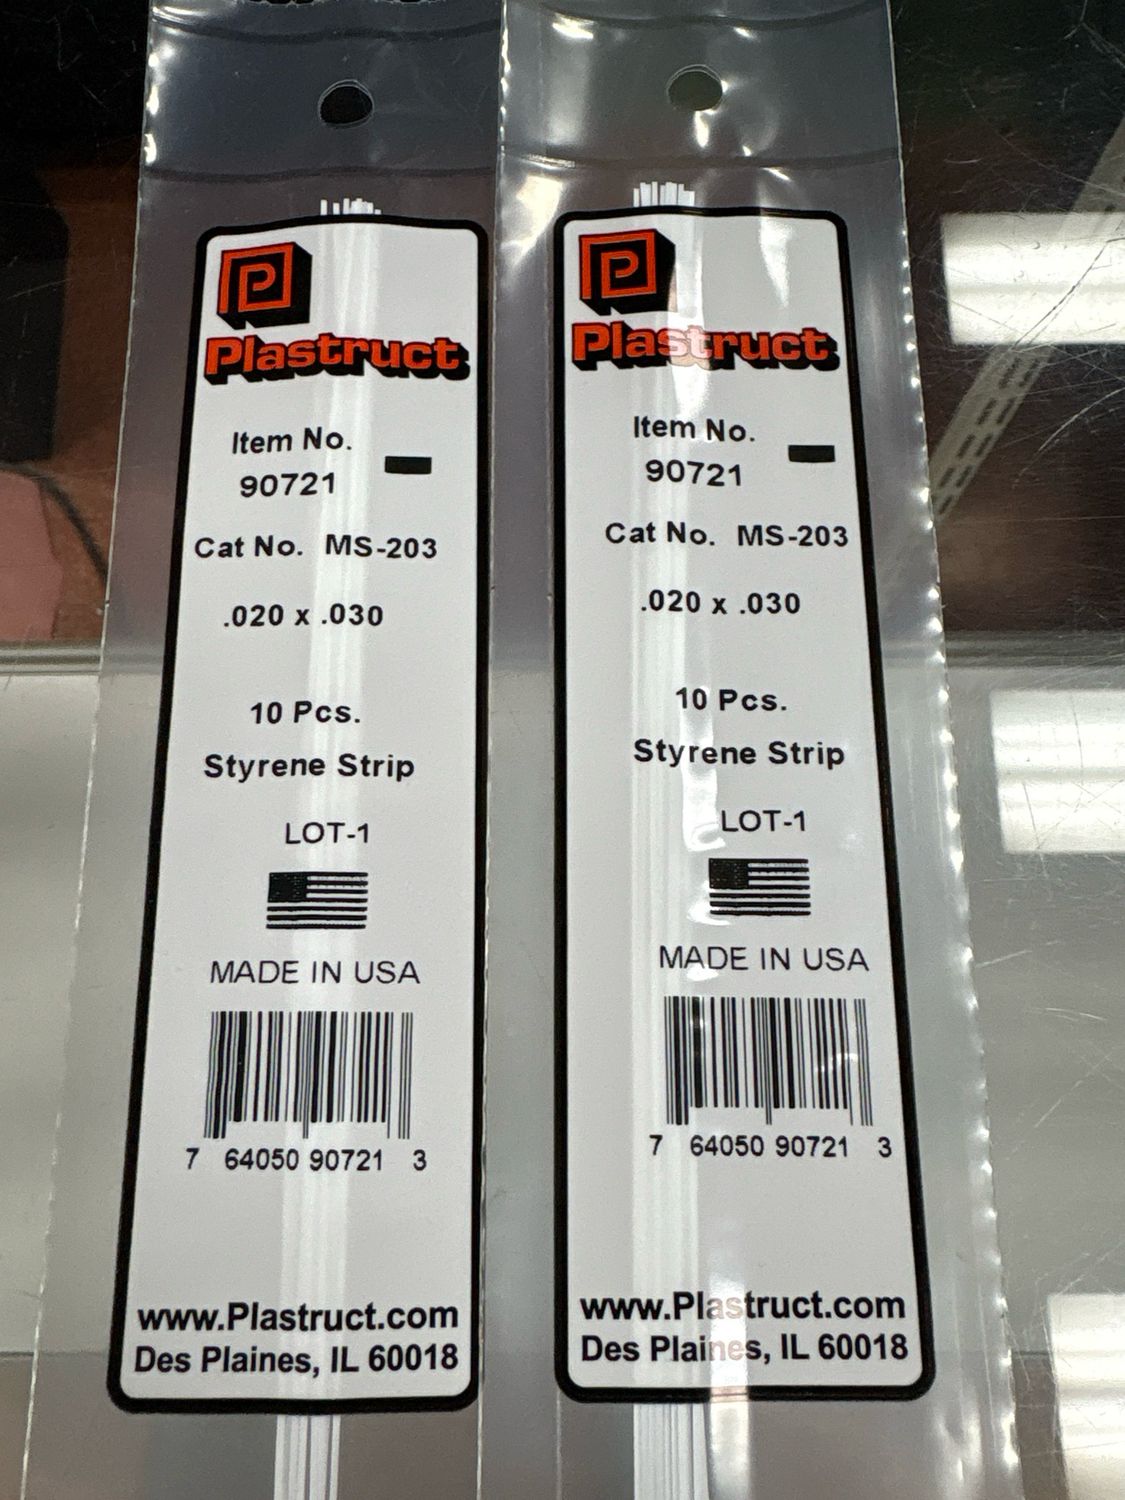 P
Plastruct
Item No.
90721
Cat No. MS-203
.020 x .030
10 Pcs.
Styrene Strip
LOT-1
MADE IN USA
7 64050 90721 3
www.Plastruct.com
Des Plaines, IL 60018
P
Plastruct
Item No.
90721
Cat No. MS-203
.020 x .030
10 Pcs.
Styrene Strip
LOT-1
MADE IN USA
7 64050 90721 3
www.Plastruct.com
Des Plaines, IL 60018